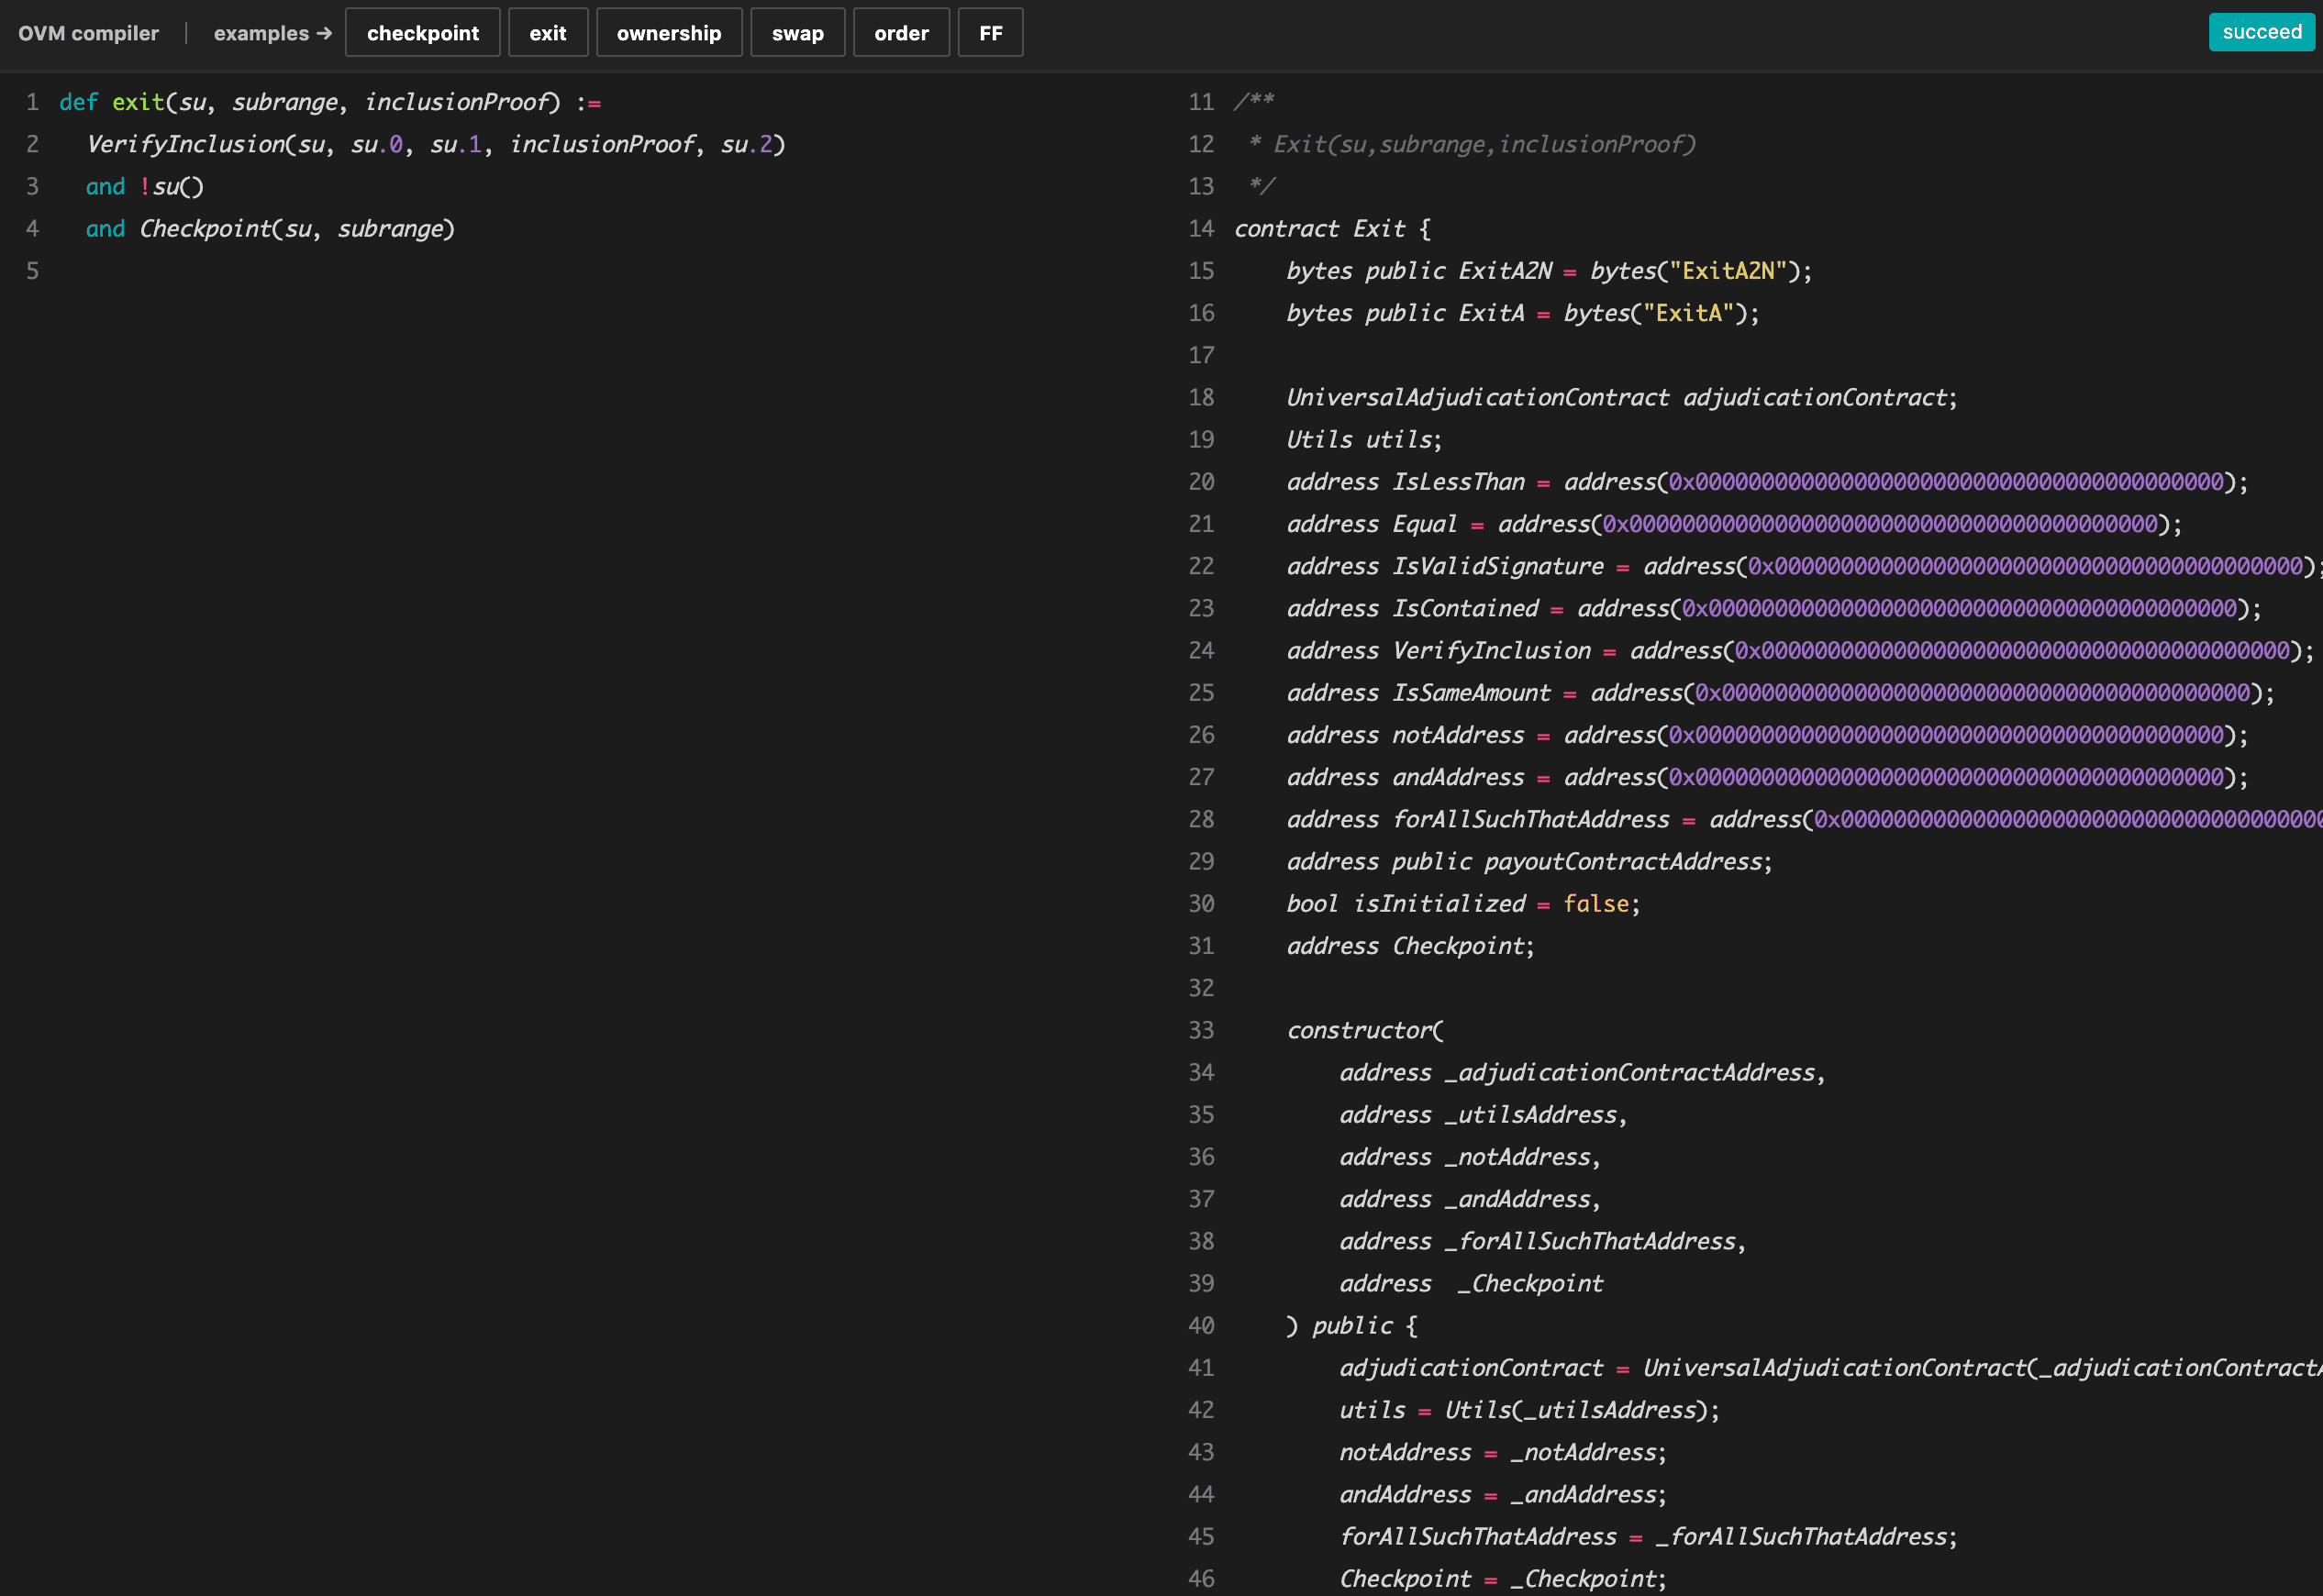 OVM compiler | examples → checkpoint exit ownership swap order FF succeed
1 def exit(su, subrange, inclusionProof) :=
2 VerifyInclusion(su, su.0, su.1, inclusionProof, su.2)
3 and !su()
4 and Checkpoint(su, subrange)
5
11 /**
12 * Exit(su,subrange,inclusionProof)
13 */
14 contract Exit {
15 bytes public ExitA2N = bytes("ExitA2N");
16 bytes public ExitA = bytes("ExitA");
17
18 UniversalAdjudicationContract adjudicationContract;
19 Utils utils;
20 address IsLessThan = address(0x0000000000000000000000000000000000000000);
21 address Equal = address(0x0000000000000000000000000000000000000000);
22 address IsValidSignature = address(0x0000000000000000000000000000000000000000);
23 address IsContained = address(0x0000000000000000000000000000000000000000);
24 address VerifyInclusion = address(0x0000000000000000000000000000000000000000);
25 address IsSameAmount = address(0x0000000000000000000000000000000000000000);
26 address notAddress = address(0x0000000000000000000000000000000000000000);
27 address andAddress = address(0x0000000000000000000000000000000000000000);
28 address forAllSuchThatAddress = address(0x0000000000000000000000000000000000000
29 address public payoutContractAddress;
30 bool isInitialized = false;
31 address Checkpoint;
32
33 constructor(
34 address _adjudicationContractAddress,
35 address _utilsAddress,
36 address _notAddress,
37 address _andAddress,
38 address _forAllSuchThatAddress,
39 address  _Checkpoint
40 ) public {
41 adjudicationContract = UniversalAdjudicationContract(_adjudicationContractA
42 utils = Utils(_utilsAddress);
43 notAddress = _notAddress;
44 andAddress = _andAddress;
45 forAllSuchThatAddress = _forAllSuchThatAddress;
46 Checkpoint = _Checkpoint;